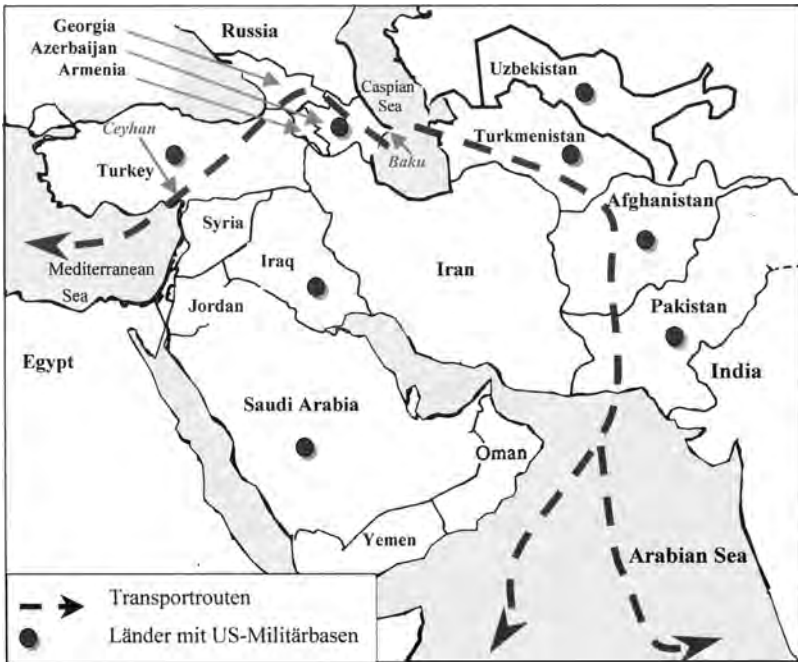 Georgia
Russia
Azerbaijan
Armenia
Caspian
Sea
Uzbekistan
Ceyhan
Turkmenistan
Turkey
Baku
Afghanistan
Syria
Iraq
Iran
Mediterranean
Sea
Jordan
Pakistan
Egypt
India
Saudi Arabia
Oman
Yemen
Arabian Sea
Transportrouten
Länder mit US-Militärbasen